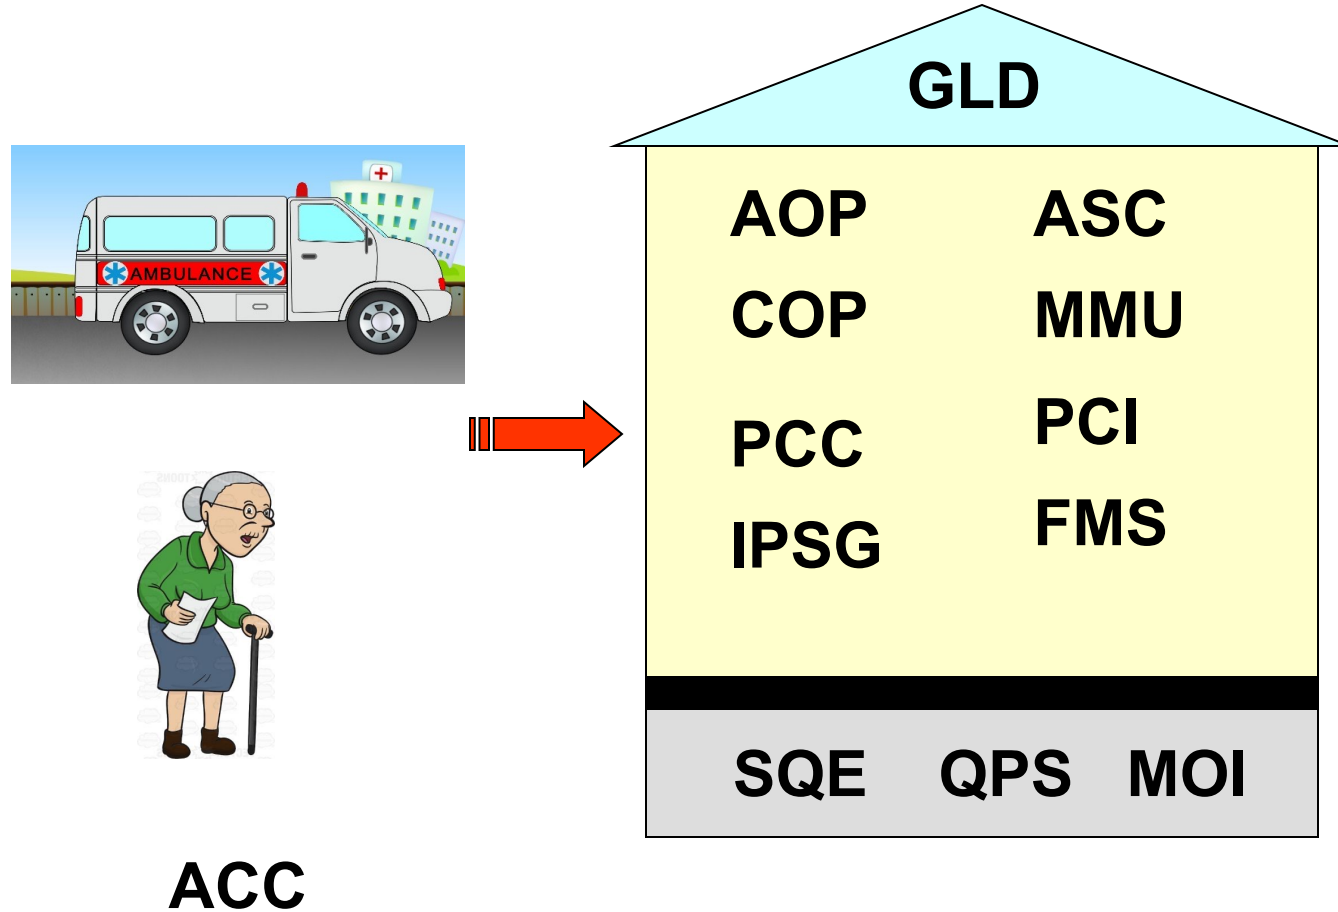 GLD
AMBULANCE
AOP
COP
PCC
IPSG
ASC
MMU
PCI
FMS
SQE QPS MOI
ACC